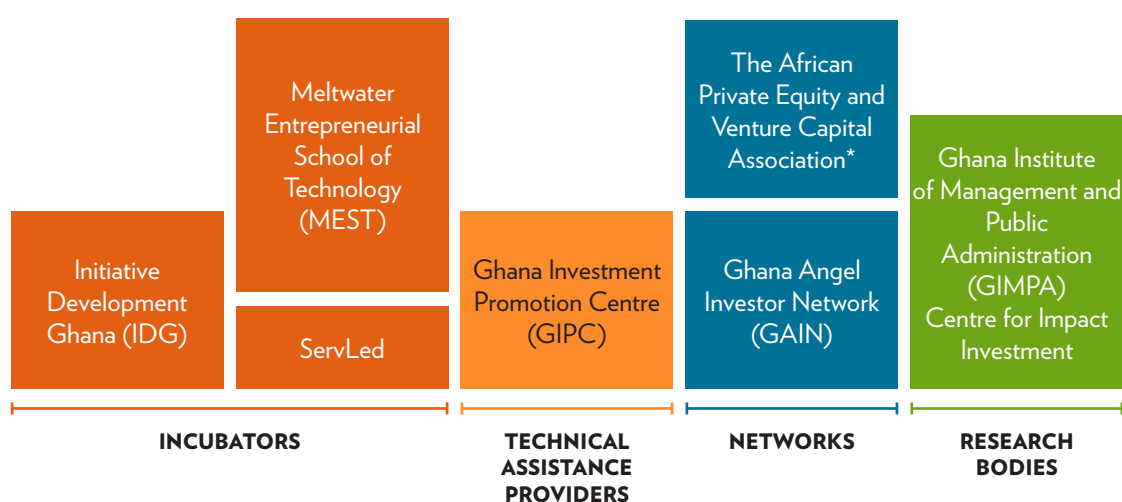 Initiative
Development
Ghana (IDG)
Meltwater
Entrepreneurial
School of
Technology
(MEST)
ServLed
Ghana Investment
Promotion Centre
(GIPC)
The African
Private Equity and
Venture Capital
Association*
Ghana Angel
Investor Network
(GAIN)
Ghana Institute
of Management and
Public
Administration
(GIMPA)
Centre for Impact
Investment
INCUBATORS
TECHNICAL
ASSISTANCE
PROVIDERS
NETWORKS
RESEARCH
BODIES